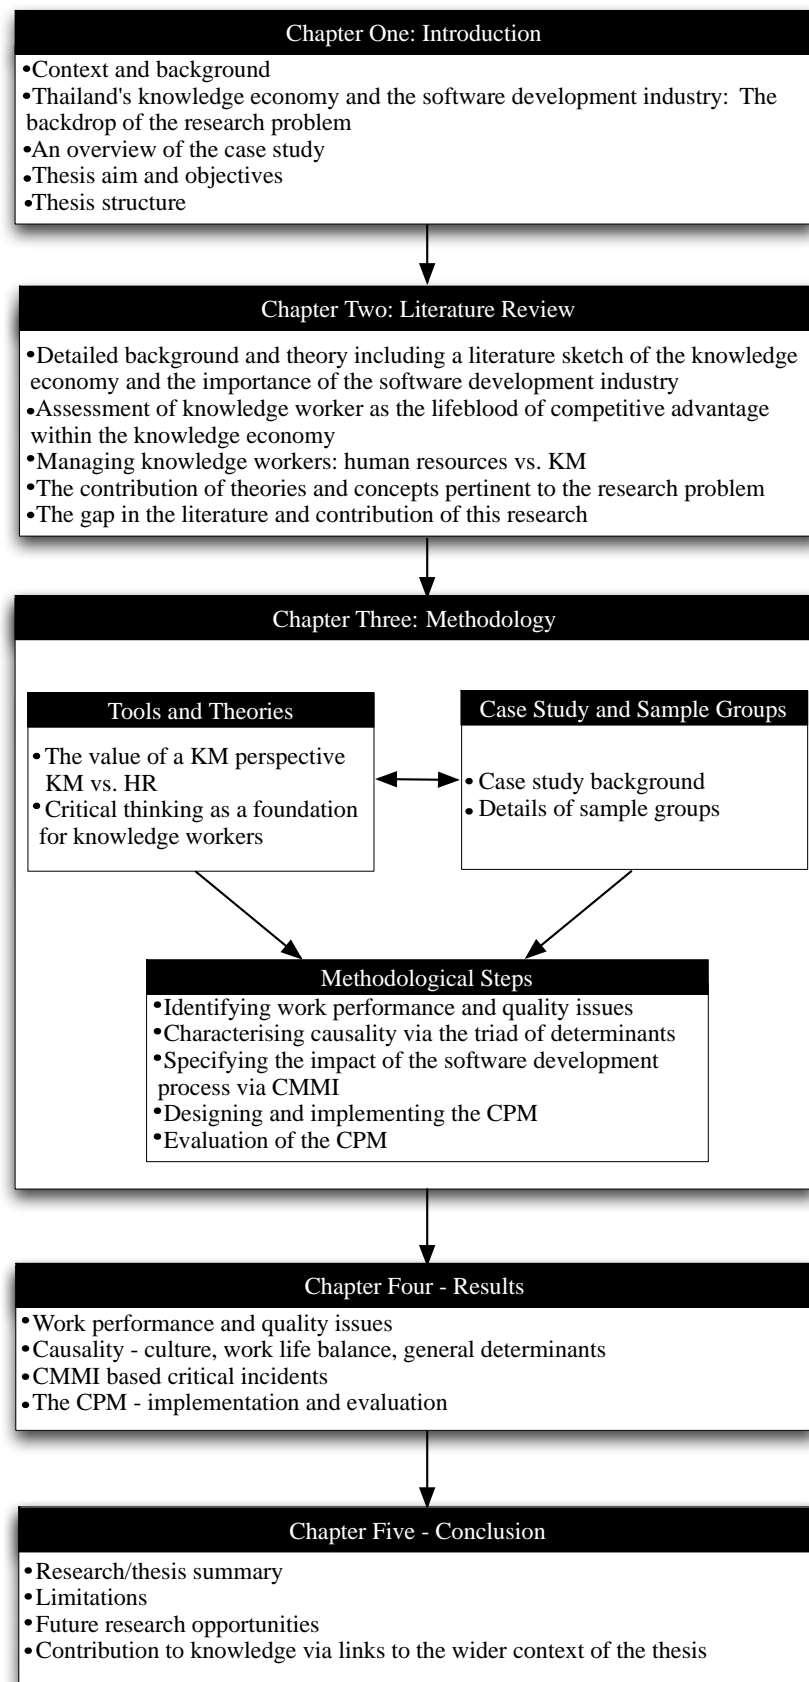 Chapter One: Introduction
•Context and background
•Thailand's knowledge economy and the software development industry: The
backdrop of the research problem
•An overview of the case study
•Thesis aim and objectives
•Thesis structure
Chapter Two: Literature Review
•Detailed background and theory including a literature sketch of the knowledge
economy and the importance of the software development industry
•Assessment of knowledge worker as the lifeblood of competitive advantage
within the knowledge economy
•Managing knowledge workers: human resources vs. KM
•The contribution of theories and concepts pertinent to the research problem
•The gap in the literature and contribution of this research
Chapter Three: Methodology
Tools and Theories
•The value of a KM perspective
KM vs. HR
•Critical thinking as a foundation
for knowledge workers
Case Study and Sample Groups
• Case study background
• Details of sample groups
Methodological Steps
•Identifying work performance and quality issues
•Characterising causality via the triad of determinants
•Specifying the impact of the software development
process via CMMI
•Designing and implementing the CPM
•Evaluation of the CPM
Chapter Four - Results
•Work performance and quality issues
•Causality - culture, work life balance, general determinants
•CMMI based critical incidents
•The CPM - implementation and evaluation
Chapter Five - Conclusion
•Research/thesis summary
•Limitations
•Future research opportunities
•Contribution to knowledge via links to the wider context of the thesis